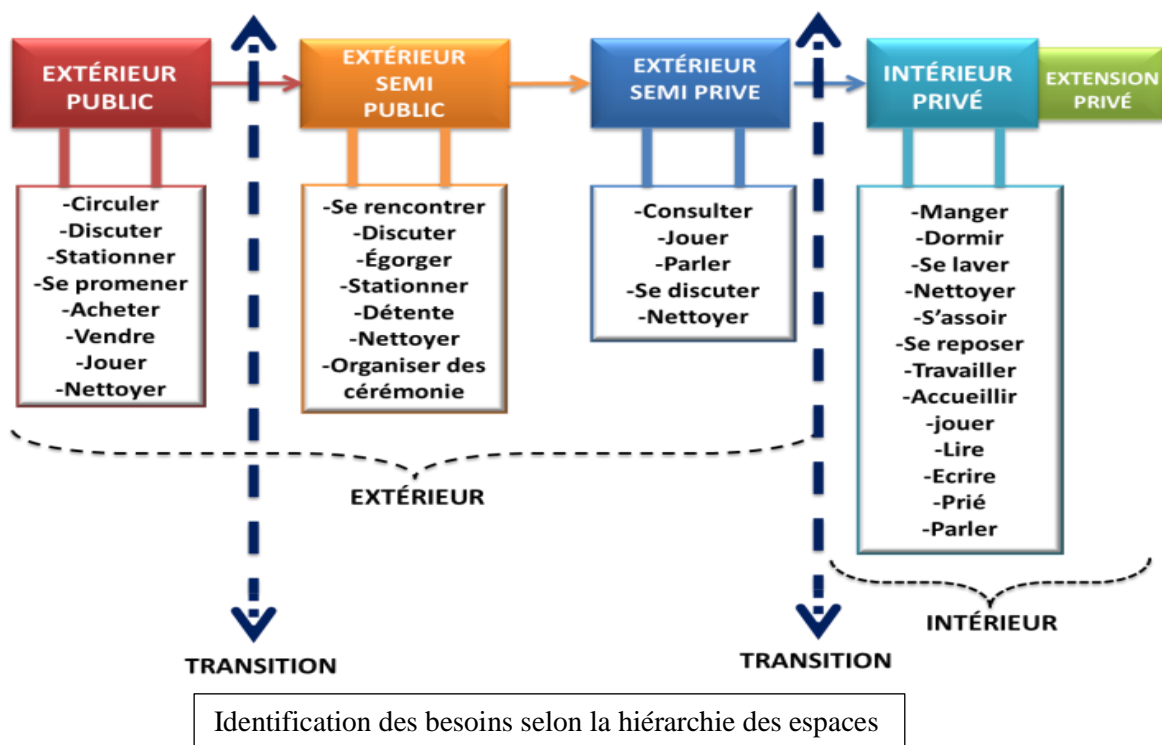 EXTÉRIEUR
PUBLIC
EXTÉRIEUR
SEMI
PUBLIC
EXTÉRIEUR
SEMI PRIVE
INTÉRIEUR
PRIVÉ
EXTENSION
PRIVÉ
-Circuler
-Discuter
-Stationner
-Se promener
-Acheter
-Vendre
-Jouer
-Nettoyer
-Se rencontrer
-Discuter
-Égorger
-Stationner
-Détente
-Nettoyer
-Organiser des
cérémonie
-Consulter
-Jouer
-Parler
-Se discuter
-Nettoyer
-Manger
-Dormir
-Se laver
-Nettoyer
-S'assoir
-Se reposer
-Travailler
-Accueillir
-jouer
-Lire
-Ecrire
-Prié
-Parler
EXTÉRIEUR
INTÉRIEUR
TRANSITION
TRANSITION
Identification des besoins selon la hiérarchie des espaces